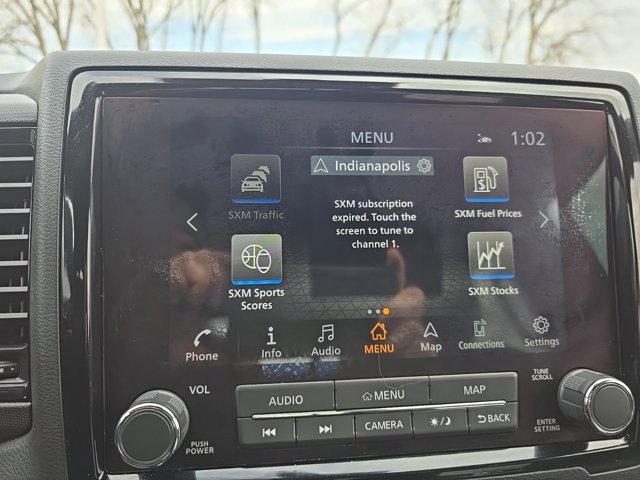 MENU
1:02
Indianapolis
SXM Traffic
SXM subscription
expired. Touch the
screen to tune to
channel 1.
SXM Fuel Prices
SXM Sports
Scores
SXM Stocks
Phone
Info
Audio
MENU
Map
Connections
Settings
VOL
AUDIO
MENU
MAP
TUNE
SCROLL
CAMERA
BACK
PUSH
POWER
ENTER
SETTING